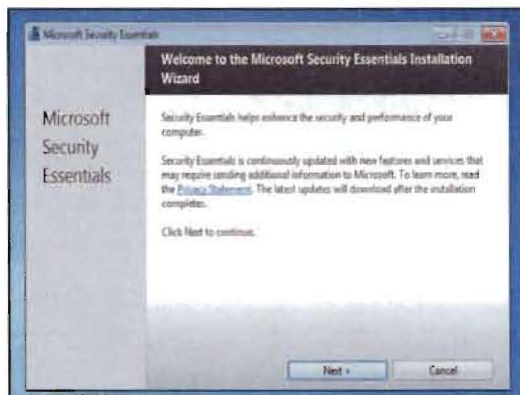 Microsoft Security Essentials
Welcome to the Microsoft Security Essentials Installation
Wizard
Microsoft
Security
Essentials
Security Essentials helps enhance the security and performance of your
computer.
Security Essentials is continuously updated with new features and services that
may require sending additional information to Microsoft. To learn more, read
the Privacy Statement. The latest updates will download after the installation
completes.
Click Next to continue.
Next >
Cancel